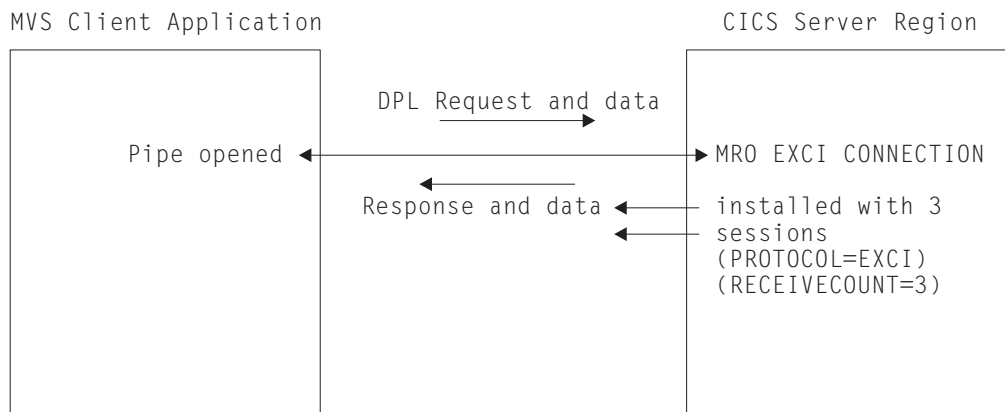 MVS Client Application
CICS Server Region
DPL Request and data
Pipe opened
MRO EXCI CONNECTION
Response and data
installed with 3
sessions
(PROTOCOL=EXCI)
(RECEIVECOUNT=3)